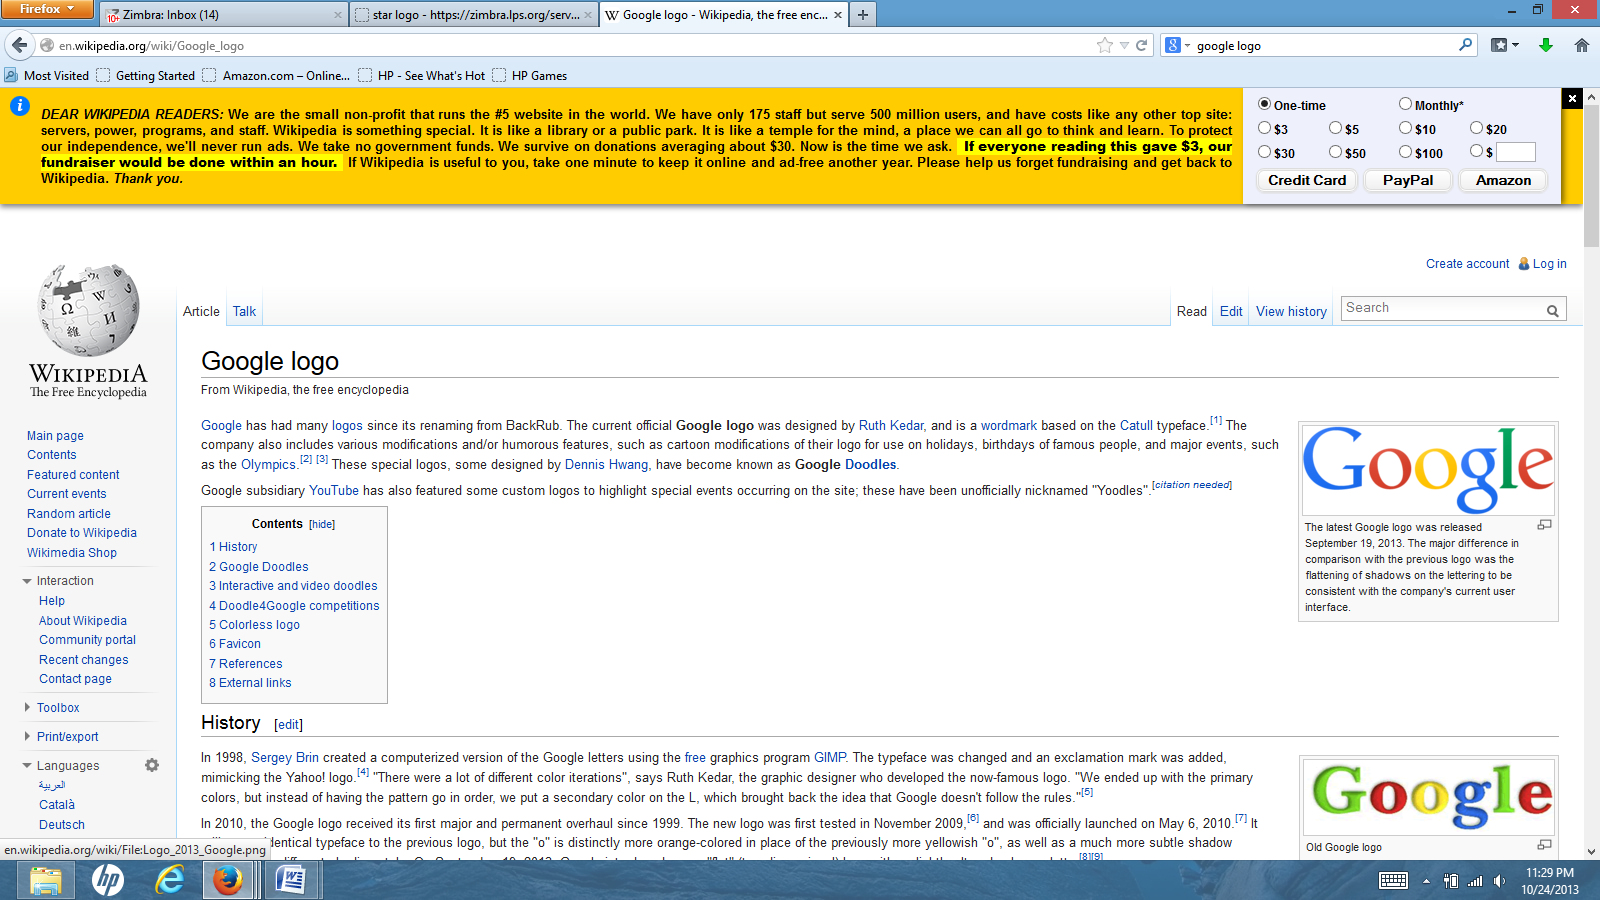 Firefox
Zimbra: Inbox (14)
star logo - https://zimbra.lps.org/serv...
Google logo - Wikipedia, the free enc...
en.wikipedia.org/wiki/Google_logo
google logo
Most Visited
Getting Started
Amazon.com – Online...
HP - See What's Hot
HP Games
DEAR WIKIPEDIA READERS: We are the small non-profit that runs the #5 website in the world. We have only 175 staff but serve 500 million users, and have costs like any other top site:
servers, power, programs, and staff. Wikipedia is something special. It is like a library or a public park. It is like a temple for the mind, a place we can all go to think and learn. To protect
our independence, we'll never run ads. We take no government funds. We survive on donations averaging about $30. Now is the time we ask. If everyone reading this gave $3, our
fundraiser would be done within an hour. If Wikipedia is useful to you, take one minute to keep it online and ad-free another year. Please help us forget fundraising and get back to
Wikipedia. Thank you.
One-time Monthly*
$3 $5 $10 $20
$30 $50 $100 $
Credit Card PayPal Amazon
Create account Log in
Article Talk
Read Edit View history
Search
WIKIPEDIA
The Free Encyclopedia
Main page
Contents
Featured content
Current events
Random article
Donate to Wikipedia
Wikimedia Shop
Interaction
Help
About Wikipedia
Community portal
Recent changes
Contact page
Toolbox
Print/export
Languages
العربية
Català
Deutsch
Google logo
From Wikipedia, the free encyclopedia
Google has had many logos since its renaming from BackRub. The current official Google logo was designed by Ruth Kedar, and is a wordmark based on the Catull typeface.[1] The
company also includes various modifications and/or humorous features, such as cartoon modifications of their logo for use on holidays, birthdays of famous people, and major events, such
as the Olympics.[2] [3] These special logos, some designed by Dennis Hwang, have become known as Google Doodles.
Google subsidiary YouTube has also featured some custom logos to highlight special events occurring on the site; these have been unofficially nicknamed "Yoodles".[citation needed]
Contents [hide]
1 History
2 Google Doodles
3 Interactive and video doodles
4 Doodle4Google competitions
5 Colorless logo
6 Favicon
7 References
8 External links
Google
The latest Google logo was released
September 19, 2013. The major difference in
comparison with the previous logo was the
flattening of shadows on the lettering to be
consistent with the company's current user
interface.
History [edit]
In 1998, Sergey Brin created a computerized version of the Google letters using the free graphics program GIMP. The typeface was changed and an exclamation mark was added,
mimicking the Yahoo! logo.[4] "There were a lot of different color iterations", says Ruth Kedar, the graphic designer who developed the now-famous logo. "We ended up with the primary
colors, but instead of having the pattern go in order, we put a secondary color on the L, which brought back the idea that Google doesn't follow the rules."[5]
In 2010, the Google logo received its first major and permanent overhaul since 1999. The new logo was first tested in November 2009,[6] and was officially launched on May 6, 2010.[7] It
dentical typeface to the previous logo, but the "o" is distinctly more orange-colored in place of the previously more yellowish "o", as well as a much more subtle shadow
Google
Old Google logo
en.wikipedia.org/wiki/File:Logo_2013_Google.png
11:29 PM
10/24/2013